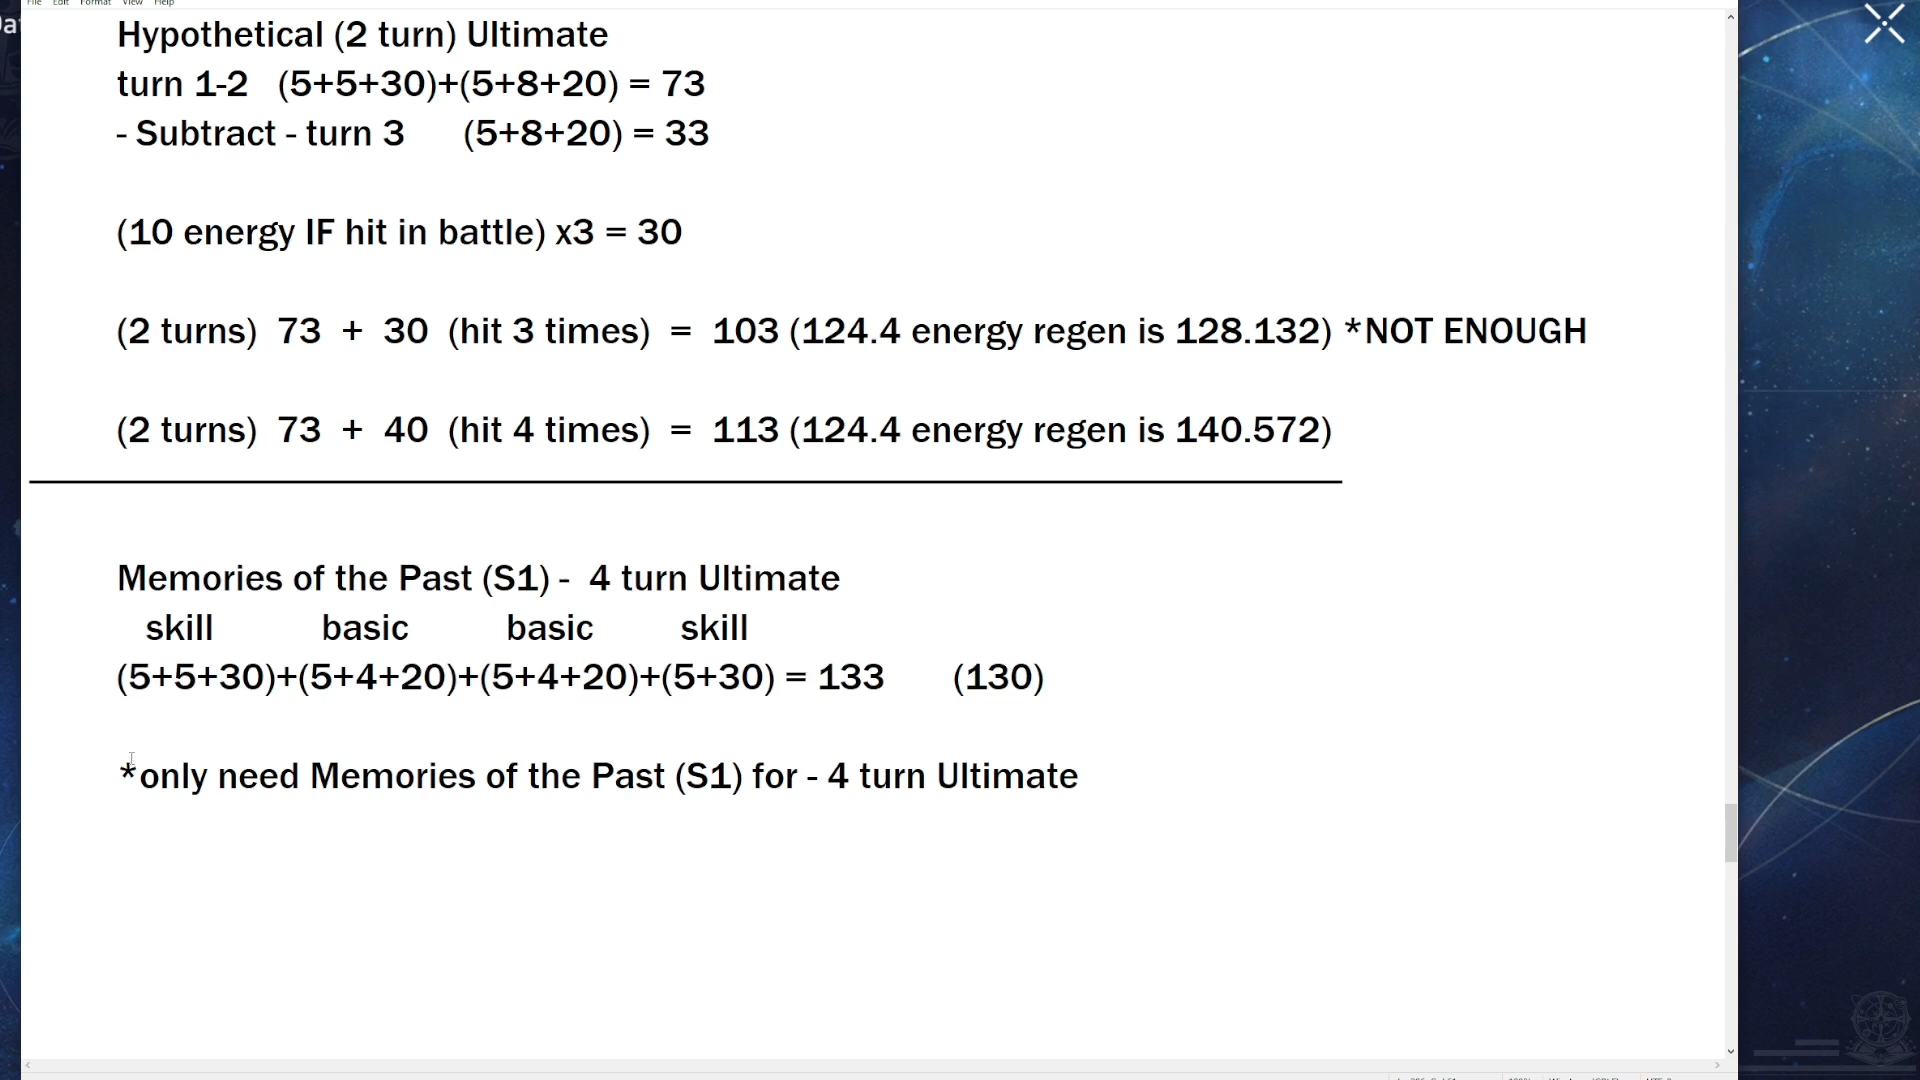 File Edit Format View Help
Hypothetical (2 turn) Ultimate
turn 1-2 (5+5+30)+(5+8+20) = 73
- Subtract - turn 3 (5+8+20) = 33
(10 energy IF hit in battle) x3 = 30
(2 turns) 73 + 30 (hit 3 times) = 103 (124.4 energy regen is 128.132) *NOT ENOUGH
(2 turns) 73 + 40 (hit 4 times) = 113 (124.4 energy regen is 140.572)
Memories of the Past (S1) - 4 turn Ultimate
skill basic basic skill
(5+5+30)+(5+4+20)+(5+4+20)+(5+30) = 133 (130)
*only need Memories of the Past (S1) for - 4 turn Ultimate